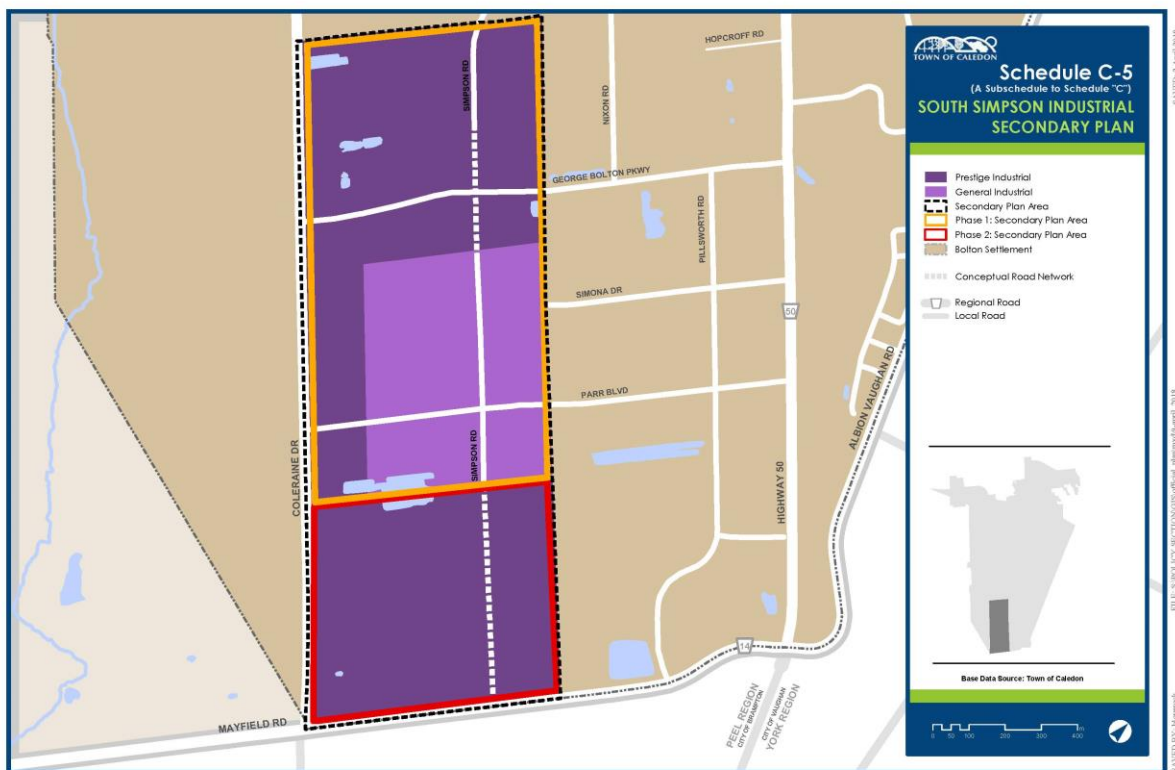 HOPCROFT RD
SIMPSON RD
NIXON RD
GEORGE BOLTON PKWY
PILLSWORTH RD
SIMONA DR
50
ALBION VAUGHAN RD
PARR BLVD
SIMPSON RD
COLERAINE DR
HIGHWAY 50
14
MAYFIELD RD
PEEL REGION
CITY OF BRAMPTON
CITY OF VAUGHAN
YORK REGION
TOWN OF CALEDON
Schedule C-5
(A Subschedule to Schedule "C")
SOUTH SIMPSON INDUSTRIAL
SECONDARY PLAN
Prestige Industrial
General Industrial
Secondary Plan Area
Phase 1: Secondary Plan Area
Phase 2: Secondary Plan Area
Bolton Settlement
Conceptual Road Network
Regional Road
Local Road
Base Data Source: Town of Caledon
m
0 50 100 200 300 400